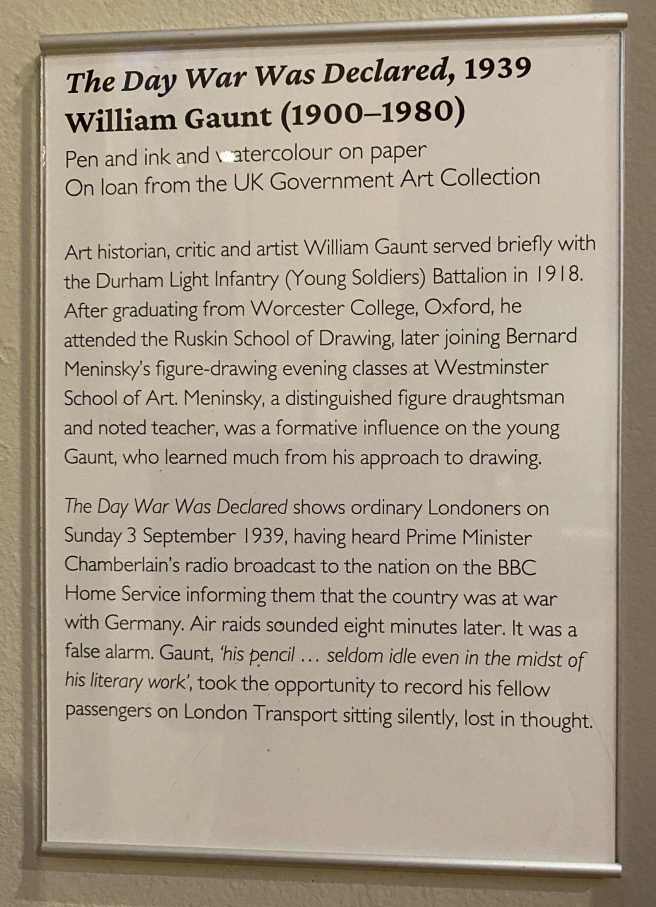 The Day War Was Declared, 1939
William Gaunt (1900–1980)
Pen and ink and watercolour on paper
On loan from the UK Government Art Collection
Art historian, critic and artist William Gaunt served briefly with
the Durham Light Infantry (Young Soldiers) Battalion in 1918.
After graduating from Worcester College, Oxford, he
attended the Ruskin School of Drawing, later joining Bernard
Meninsky's figure-drawing evening classes at Westminster
School of Art. Meninsky, a distinguished figure draughtsman
and noted teacher, was a formative influence on the young
Gaunt, who learned much from his approach to drawing.
The Day War Was Declared shows ordinary Londoners on
Sunday 3 September 1939, having heard Prime Minister
Chamberlain's radio broadcast to the nation on the BBC
Home Service informing them that the country was at war
with Germany. Air raids sounded eight minutes later. It was a
false alarm. Gaunt, 'his pencil … seldom idle even in the midst of
his literary work', took the opportunity to record his fellow
passengers on London Transport sitting silently, lost in thought.